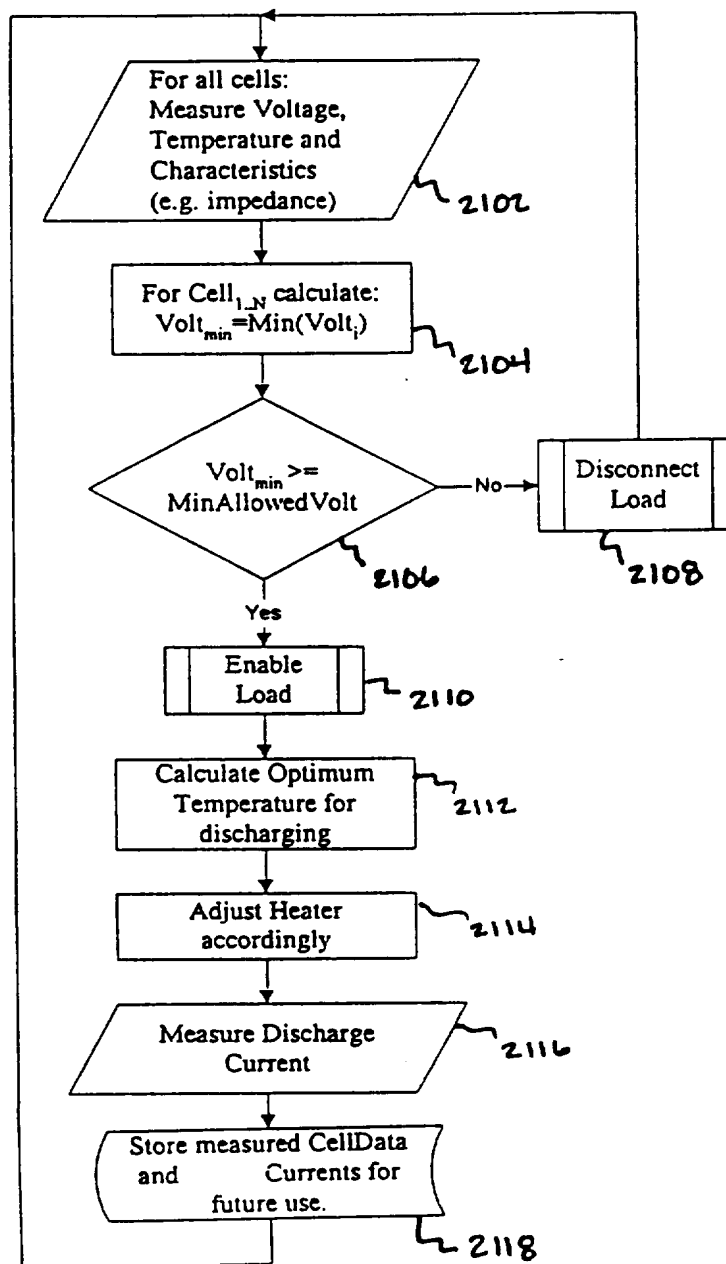 For all cells:
Measure Voltage,
Temperature and
Characteristics
(e.g. impedance)
2102
For Cell1..N calculate:
Voltmin=Min(Volti)
2104
Voltmin >=
MinAllowedVolt
2106
No
Disconnect
Load
2108
Yes
Enable
Load
2110
Calculate Optimum
Temperature for
discharging
2112
Adjust Heater
accordingly
2114
Measure Discharge
Current
2116
Store measured CellData
and Currents for
future use.
2118